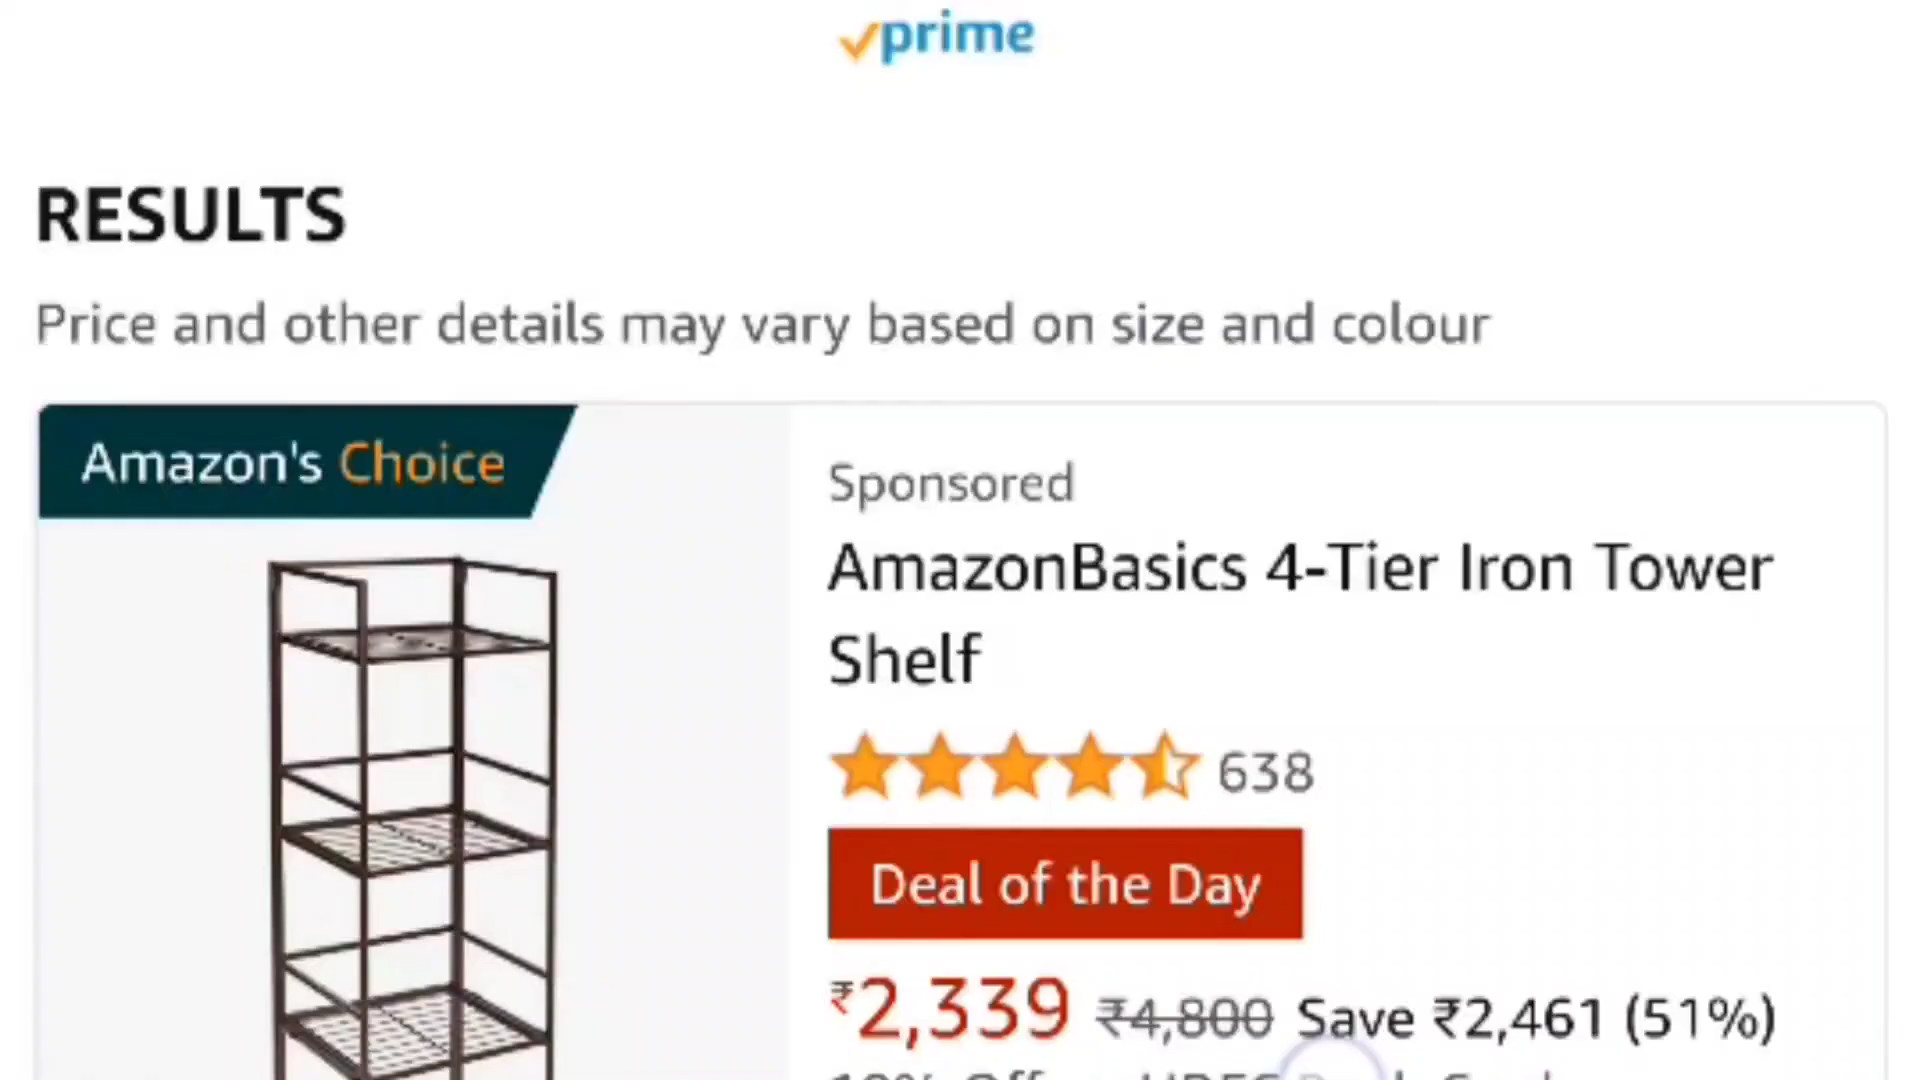 prime
RESULTS
Price and other details may vary based on size and colour
Amazon's Choice
Sponsored
AmazonBasics 4-Tier Iron Tower
Shelf
638
Deal of the Day
₹2,339 ₹4,800 Save ₹2,461 (51%)